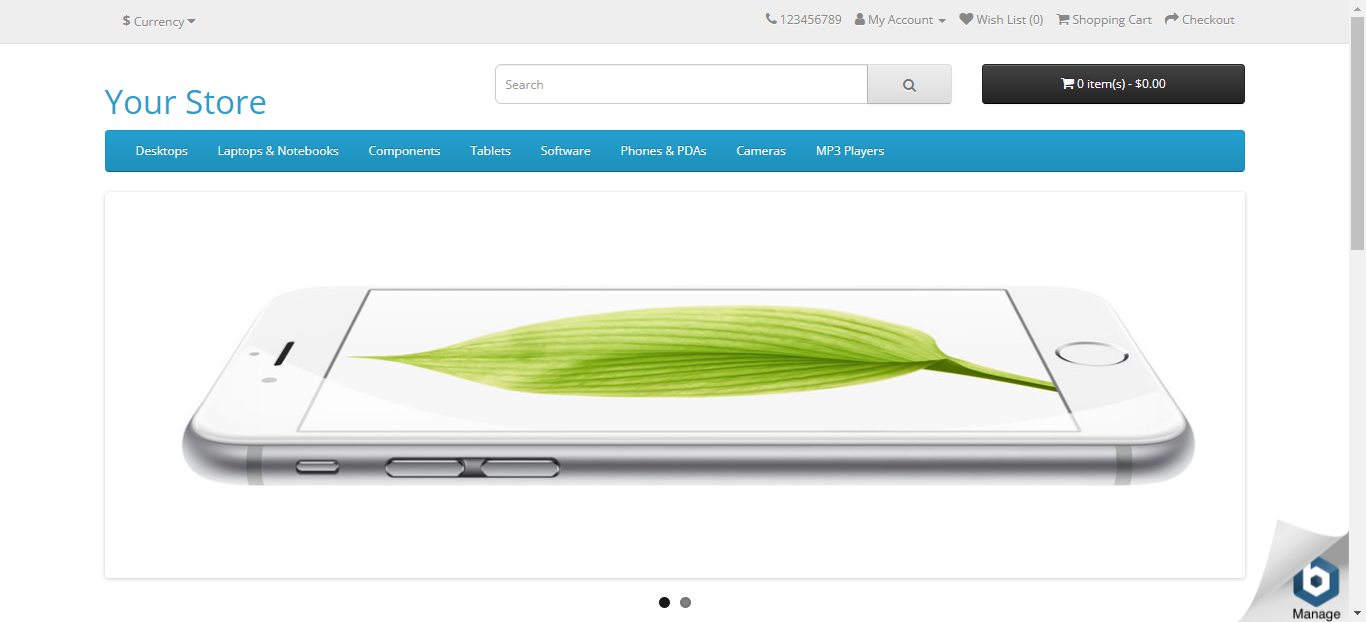 $ Currency
123456789 My Account Wish List (0) Shopping Cart Checkout
Your Store
Search
0 item(s) - $0.00
Desktops Laptops & Notebooks Components Tablets Software Phones & PDAs Cameras MP3 Players
Manage